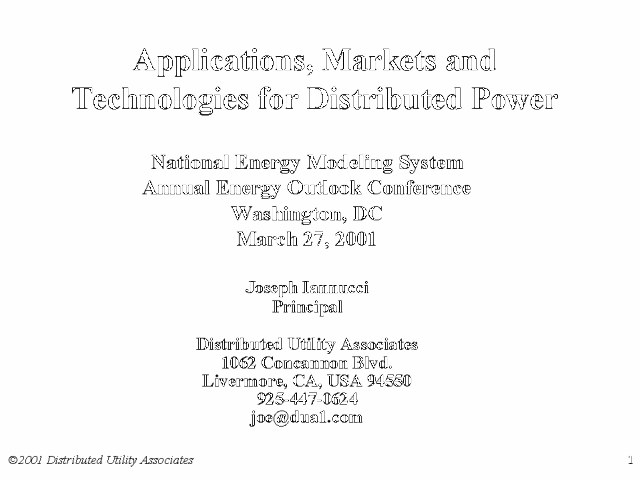 Applications, Markets and
Technologies for Distributed Power
National Energy Modeling System
Annual Energy Outlook Conference
Washington, DC
March 27, 2001
Joseph Iannucci
Principal
Distributed Utility Associates
1062 Concannon Blvd.
Livermore, CA, USA 94550
925-447-0624
joe@dua1.com
©2001 Distributed Utility Associates
1